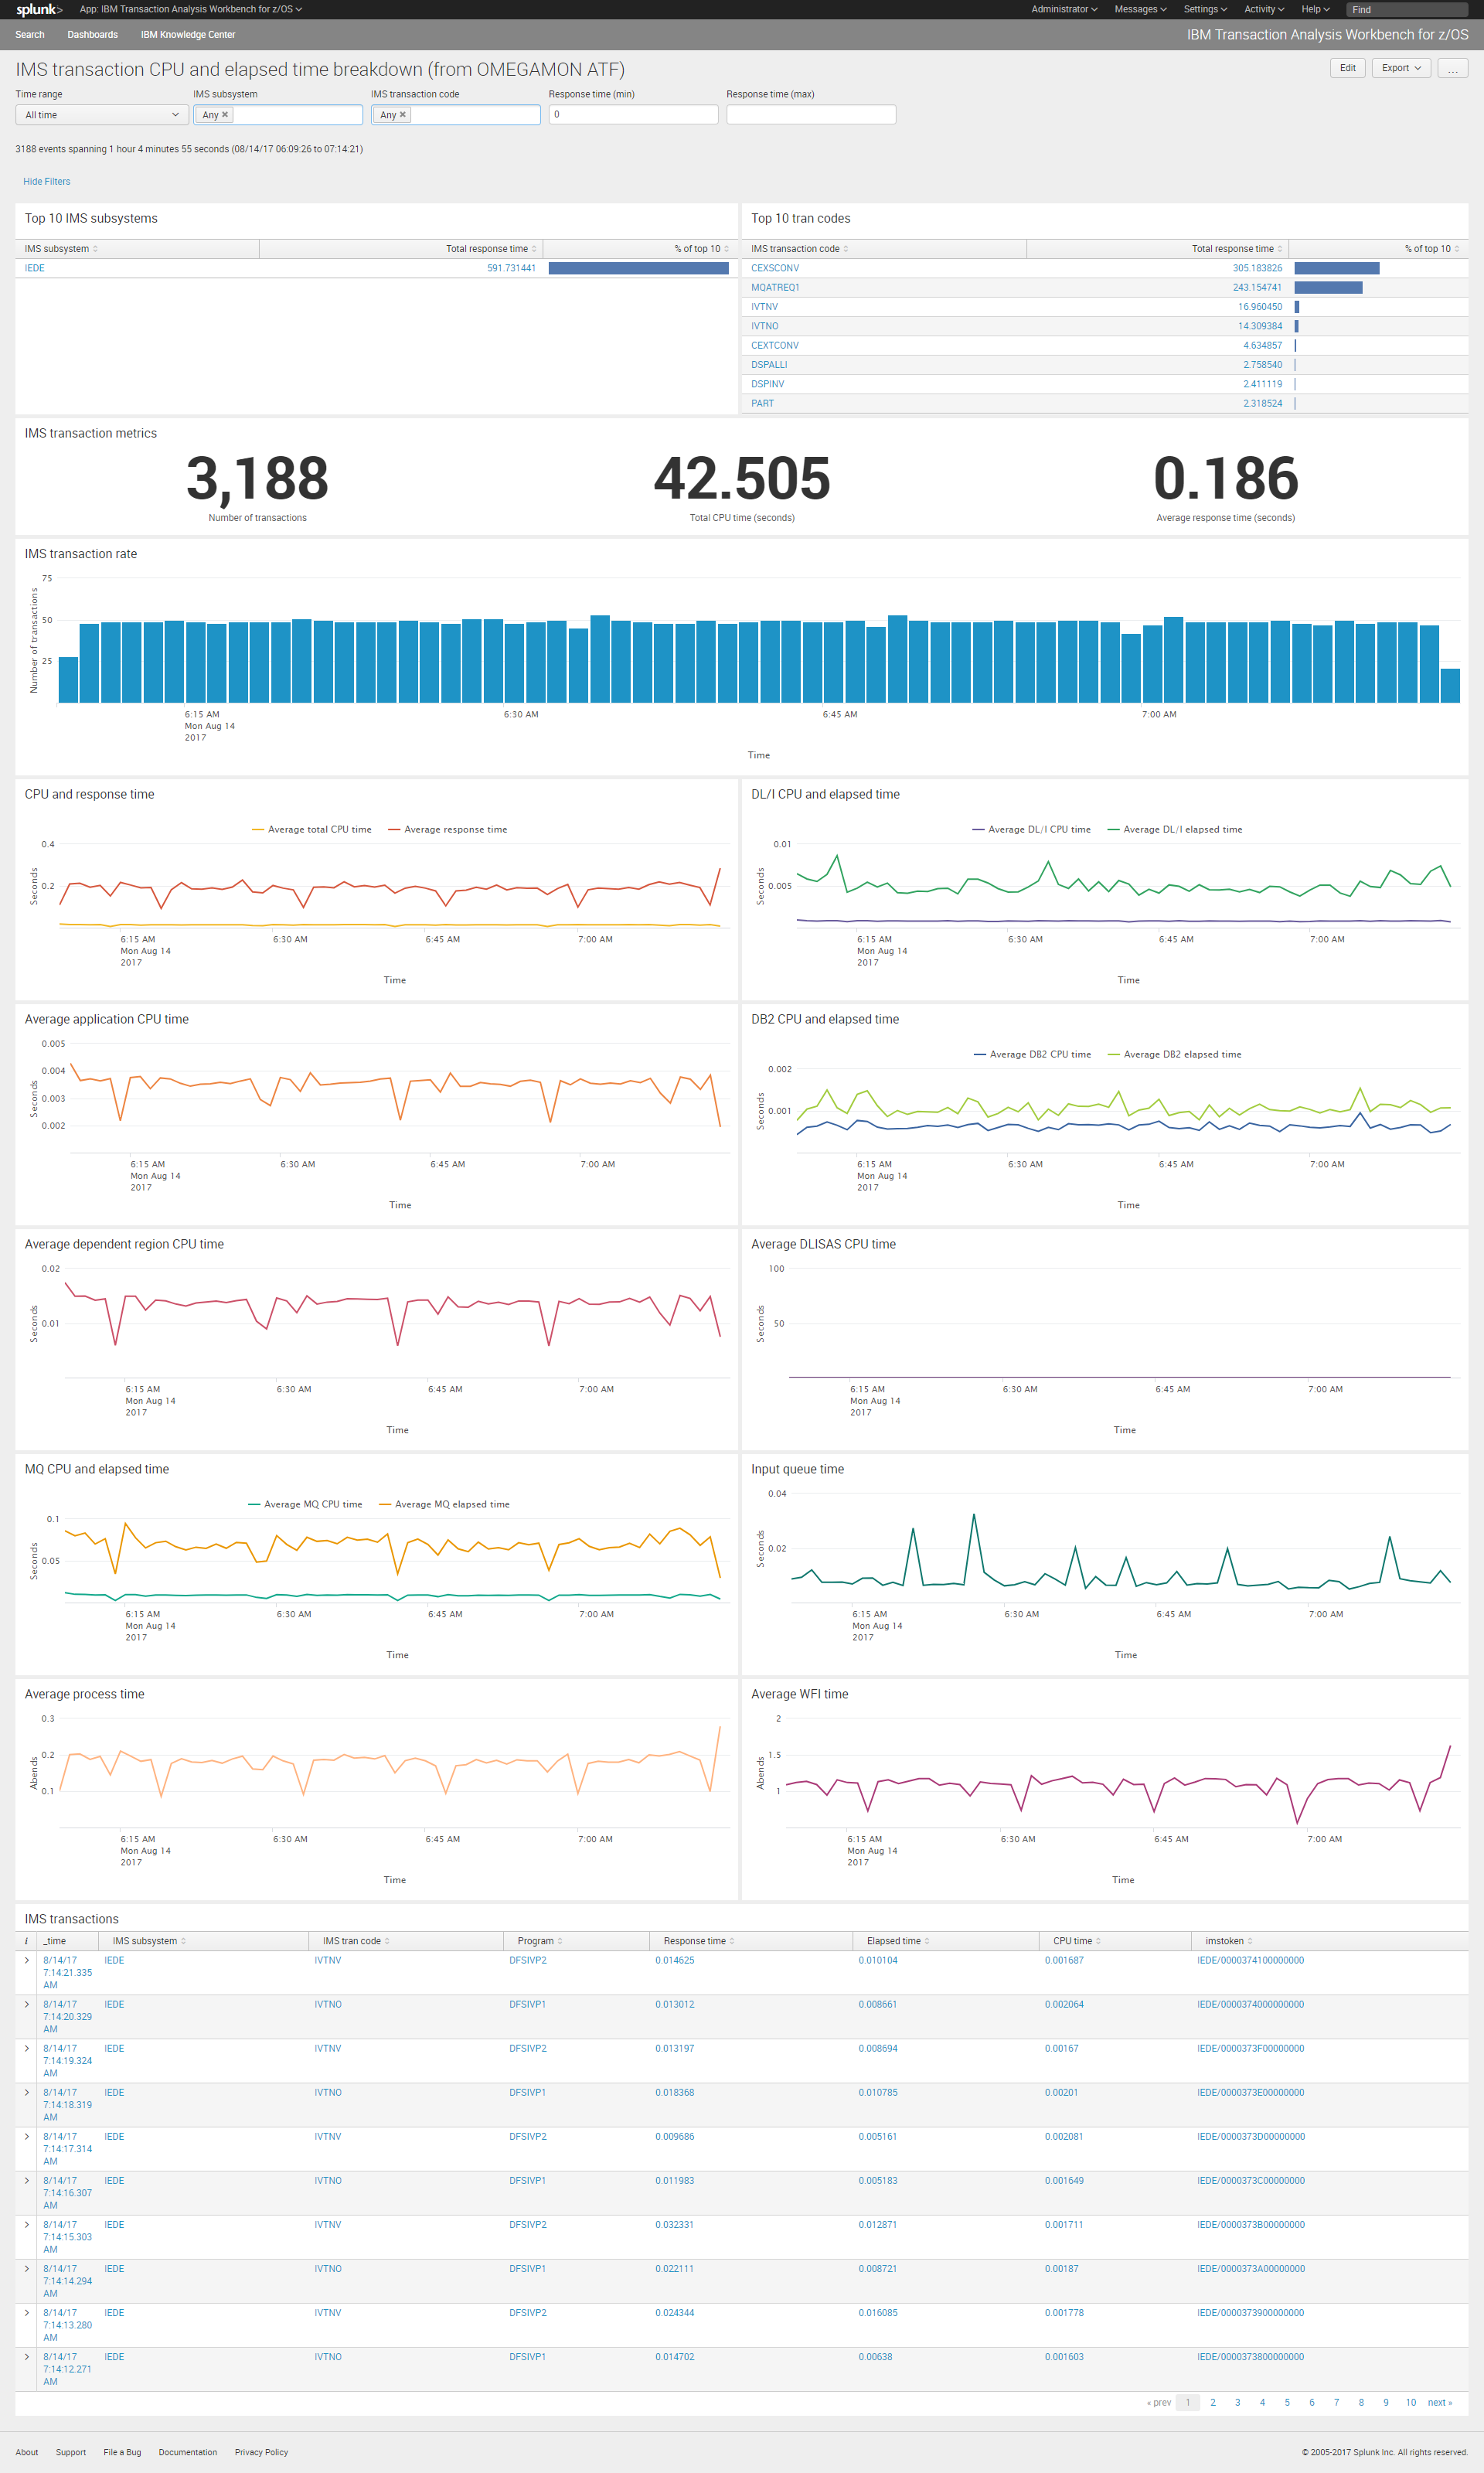 splunk> App: IBM Transaction Analysis Workbench for z/OS Administrator Messages Settings Activity Help Find
Search Dashboards IBM Knowledge Center IBM Transaction Analysis Workbench for z/OS
IMS transaction CPU and elapsed time breakdown (from OMEGAMON ATF) Edit Export ...
Time range IMS subsystem IMS transaction code Response time (min) Response time (max)
All time Any × Any × 0
3188 events spanning 1 hour 4 minutes 55 seconds (08/14/17 06:09:26 to 07:14:21)
Hide Filters
Top 10 IMS subsystems
IMS subsystem Total response time % of top 10
IEDE 591.731441
Top 10 tran codes
IMS transaction code Total response time % of top 10
CEXSCONV 305.183826
MQATREQ1 243.154741
IVTNV 16.960450
IVTNO 14.309384
CEXTCONV 4.634857
DSPALLI 2.758540
DSPINV 2.411119
PART 2.318524
IMS transaction metrics
3,188 42.505 0.186
Number of transactions Total CPU time (seconds) Average response time (seconds)
IMS transaction rate
75
50
25
Number of transactions
6:15 AM 6:30 AM 6:45 AM 7:00 AM
Mon Aug 14
2017
Time
CPU and response time
Average total CPU time Average response time
0.4
0.2
Seconds
6:15 AM 6:30 AM 6:45 AM 7:00 AM
Mon Aug 14
2017
Time
DL/I CPU and elapsed time
Average DL/I CPU time Average DL/I elapsed time
0.01
0.005
Seconds
6:15 AM 6:30 AM 6:45 AM 7:00 AM
Mon Aug 14
2017
Time
Average application CPU time
0.005
0.004
0.003
0.002
Seconds
6:15 AM 6:30 AM 6:45 AM 7:00 AM
Mon Aug 14
2017
Time
DB2 CPU and elapsed time
Average DB2 CPU time Average DB2 elapsed time
0.002
0.001
Seconds
6:15 AM 6:30 AM 6:45 AM 7:00 AM
Mon Aug 14
2017
Time
Average dependent region CPU time
0.02
0.01
Seconds
6:15 AM 6:30 AM 6:45 AM 7:00 AM
Mon Aug 14
2017
Time
Average DLISAS CPU time
100
50
Seconds
6:15 AM 6:30 AM 6:45 AM 7:00 AM
Mon Aug 14
2017
Time
MQ CPU and elapsed time
Average MQ CPU time Average MQ elapsed time
0.1
0.05
Seconds
6:15 AM 6:30 AM 6:45 AM 7:00 AM
Mon Aug 14
2017
Time
Input queue time
0.04
0.02
Seconds
6:15 AM 6:30 AM 6:45 AM 7:00 AM
Mon Aug 14
2017
Time
Average process time
0.3
0.2
0.1
Abends
6:15 AM 6:30 AM 6:45 AM 7:00 AM
Mon Aug 14
2017
Time
Average WFI time
2
1.5
1
Abends
6:15 AM 6:30 AM 6:45 AM 7:00 AM
Mon Aug 14
2017
Time
IMS transactions
i _time IMS subsystem IMS tran code Program Response time Elapsed time CPU time imstoken
8/14/17 IEDE IVTNV DFSIVP2 0.014625 0.010104 0.001687 IEDE/0000374100000000
7:14:21.335
AM
8/14/17 IEDE IVTNO DFSIVP1 0.013012 0.008661 0.002064 IEDE/0000374000000000
7:14:20.329
AM
8/14/17 IEDE IVTNV DFSIVP2 0.013197 0.008694 0.00167 IEDE/0000373F00000000
7:14:19.324
AM
8/14/17 IEDE IVTNO DFSIVP1 0.018368 0.010785 0.00201 IEDE/0000373E00000000
7:14:18.319
AM
8/14/17 IEDE IVTNV DFSIVP2 0.009686 0.005161 0.002081 IEDE/0000373D00000000
7:14:17.314
AM
8/14/17 IEDE IVTNO DFSIVP1 0.011983 0.005183 0.001649 IEDE/0000373C00000000
7:14:16.307
AM
8/14/17 IEDE IVTNV DFSIVP2 0.032331 0.012871 0.001711 IEDE/0000373B00000000
7:14:15.303
AM
8/14/17 IEDE IVTNO DFSIVP1 0.022111 0.008721 0.00187 IEDE/0000373A00000000
7:14:14.294
AM
8/14/17 IEDE IVTNV DFSIVP2 0.024344 0.016085 0.001778 IEDE/0000373900000000
7:14:13.280
AM
8/14/17 IEDE IVTNO DFSIVP1 0.014702 0.00638 0.001603 IEDE/0000373800000000
7:14:12.271
AM
« prev 1 2 3 4 5 6 7 8 9 10 next »
About Support File a Bug Documentation Privacy Policy © 2005-2017 Splunk Inc. All rights reserved.